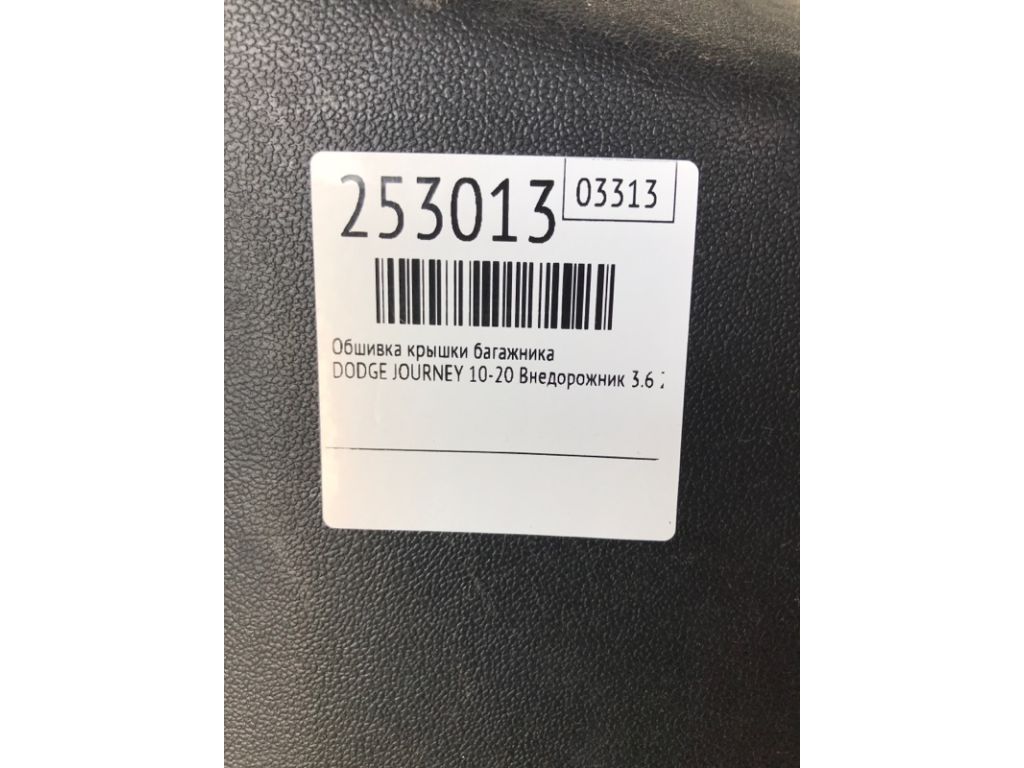 253013
03313
Обшивка крышки багажника
DODGE JOURNEY 10-20 Внедорожник 3.6